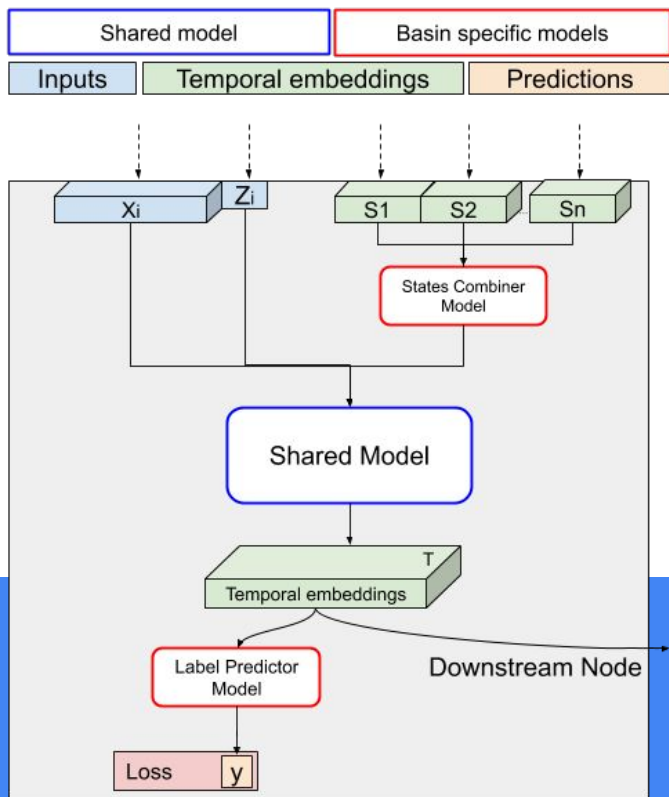 Shared model
Basin specific models
Inputs
Temporal embeddings
Predictions
Xi
Zi
S1
S2
Sn
States Combiner
Model
Shared Model
T
Temporal embeddings
Downstream Node
Label Predictor
Model
Loss
y